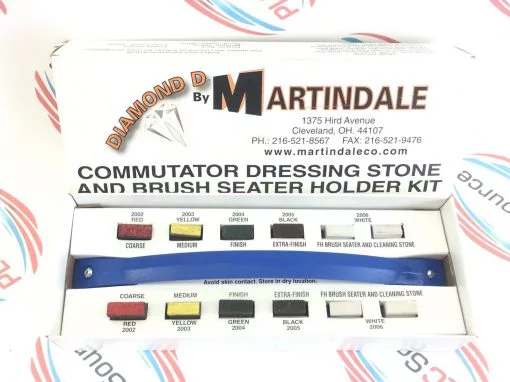 DIAMOND D
By MARTINDALE
1375 Hird Avenue
Cleveland, OH. 44107
PH.: 216-521-8567 FAX: 216-521-9476
www.martindaleco.com
COMMUTATOR DRESSING STONE
AND BRUSH SEATER HOLDER KIT
2002 2003 2004 2005 2006
RED YELLOW GREEN BLACK WHITE
COARSE MEDIUM FINISH EXTRA-FINISH FH BRUSH SEATER AND CLEANING STONE
Avoid skin contact. Store in dry location.
COARSE MEDIUM FINISH EXTRA-FINISH FH BRUSH SEATER AND CLEANING STONE
RED YELLOW GREEN BLACK WHITE
2002 2003 2004 2005 2006
Source